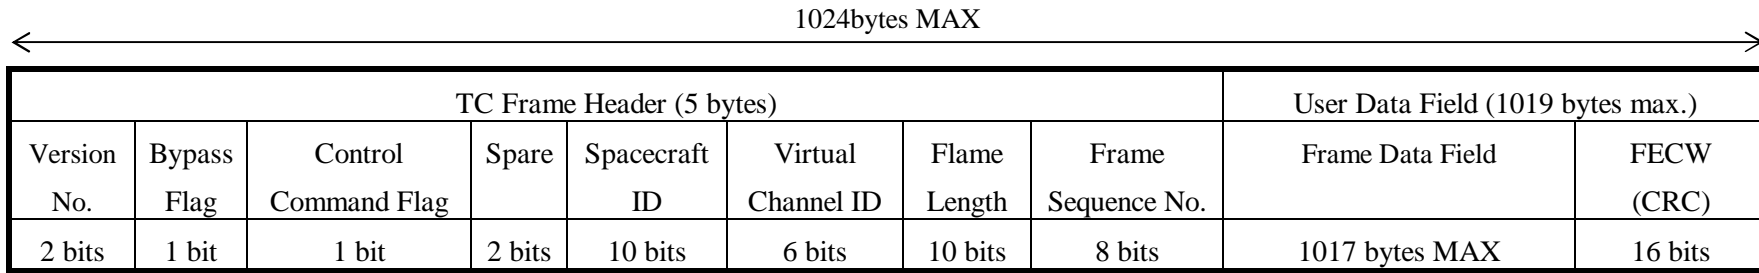 1024bytes MAX
TC Frame Header (5 bytes) User Data Field (1019 bytes max.)
Version Bypass Control Spare Spacecraft Virtual Flame Frame Frame Data Field FECW
No. Flag Command Flag ID Channel ID Length Sequence No. (CRC)
2 bits 1 bit 1 bit 2 bits 10 bits 6 bits 10 bits 8 bits 1017 bytes MAX 16 bits